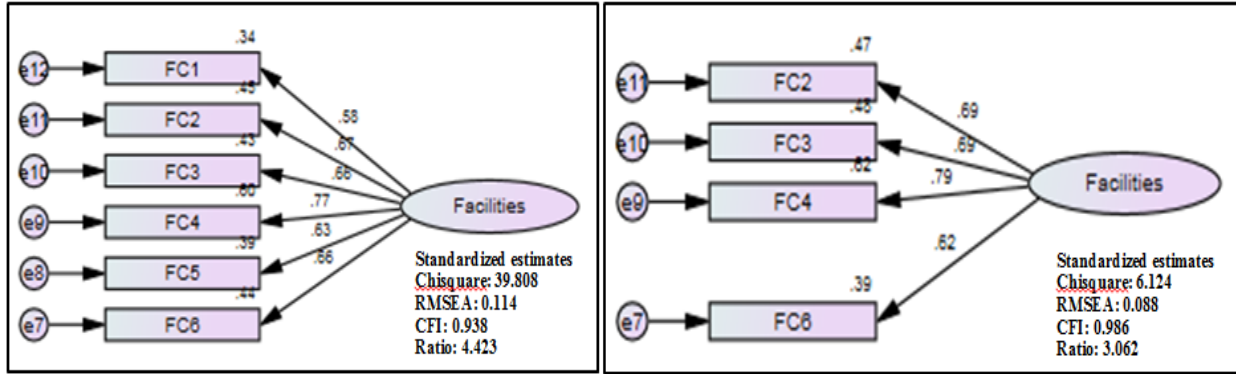 .34
e12
FC1
.45
e11
FC2
.43
e10
FC3
.60
e9
FC4
.39
e8
FC5
.44
e7
FC6
.58
.67
.66
.77
.63
.66
Facilities
Standardized estimates
Chisquare: 39.808
RMSEA: 0.114
CFI: 0.938
Ratio: 4.423
.47
e11
FC2
.48
e10
FC3
.62
e9
FC4
.39
e7
FC6
.69
.69
.79
.62
Facilities
Standardized estimates
Chisquare: 6.124
RMSEA: 0.088
CFI: 0.986
Ratio: 3.062